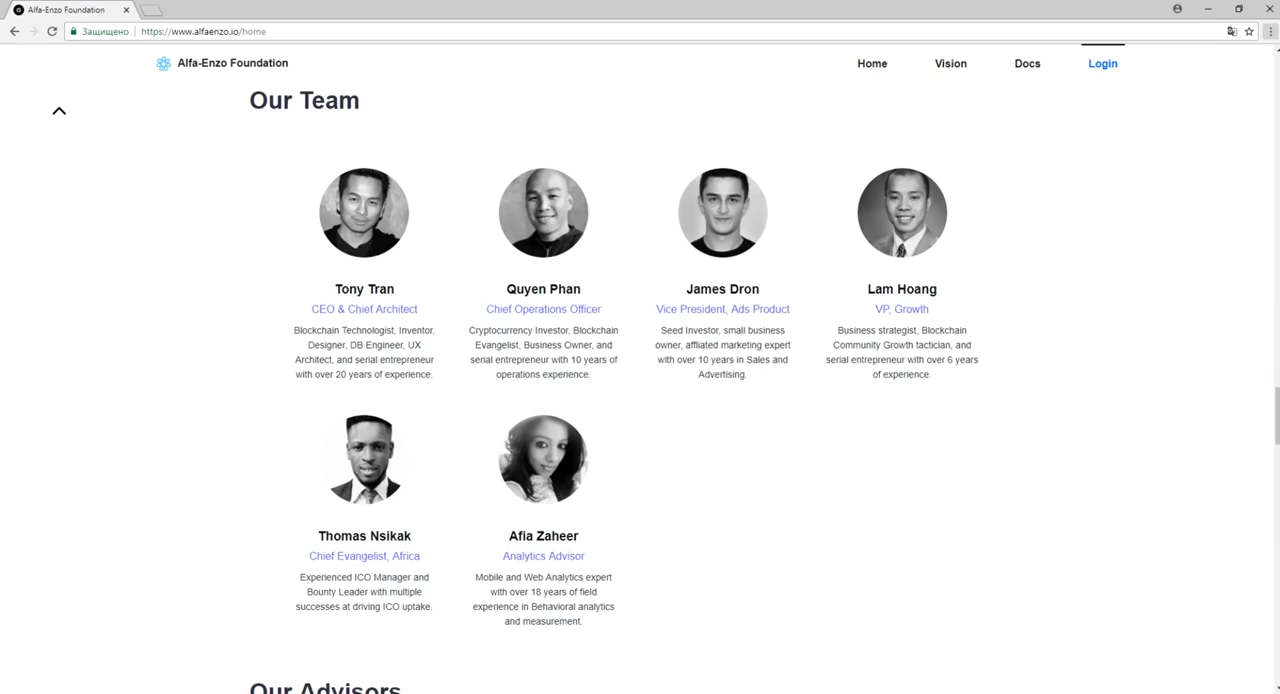 Alfa-Enzo Foundation
Защищено
https://www.alfaenzo.io/home
Alfa-Enzo Foundation
Home
Vision
Docs
Login
Our Team
Tony Tran
CEO & Chief Architect
Blockchain Technologist, Inventor,
Designer, DB Engineer, UX
Architect, and serial entrepreneur
with over 20 years of experience.
Quyen Phan
Chief Operations Officer
Cryptocurrency Investor, Blockchain
Evangelist, Business Owner, and
serial entrepreneur with 10 years of
operations experience.
James Dron
Vice President, Ads Product
Seed Investor, small business
owner, affliated marketing expert
with over 10 years in Sales and
Advertising.
Lam Hoang
VP, Growth
Business strategist, Blockchain
Community Growth tactician, and
serial entrepreneur with over 6 years
of experience.
Thomas Nsikak
Chief Evangelist, Africa
Experienced ICO Manager and
Bounty Leader with multiple
successes at driving ICO uptake.
Afia Zaheer
Analytics Advisor
Mobile and Web Analytics expert
with over 18 years of field
experience in Behavioral analytics
and measurement.
Our Advisors